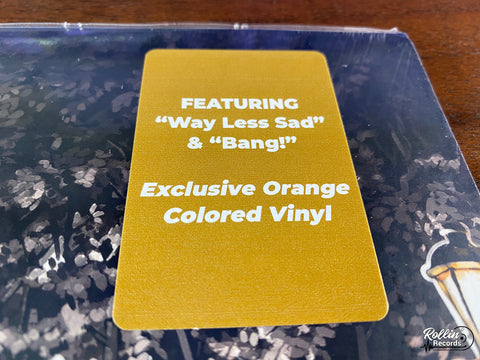 FEATURING
“Way Less Sad”
& “Bang!”
Exclusive Orange
Colored Vinyl
Rollin
Records